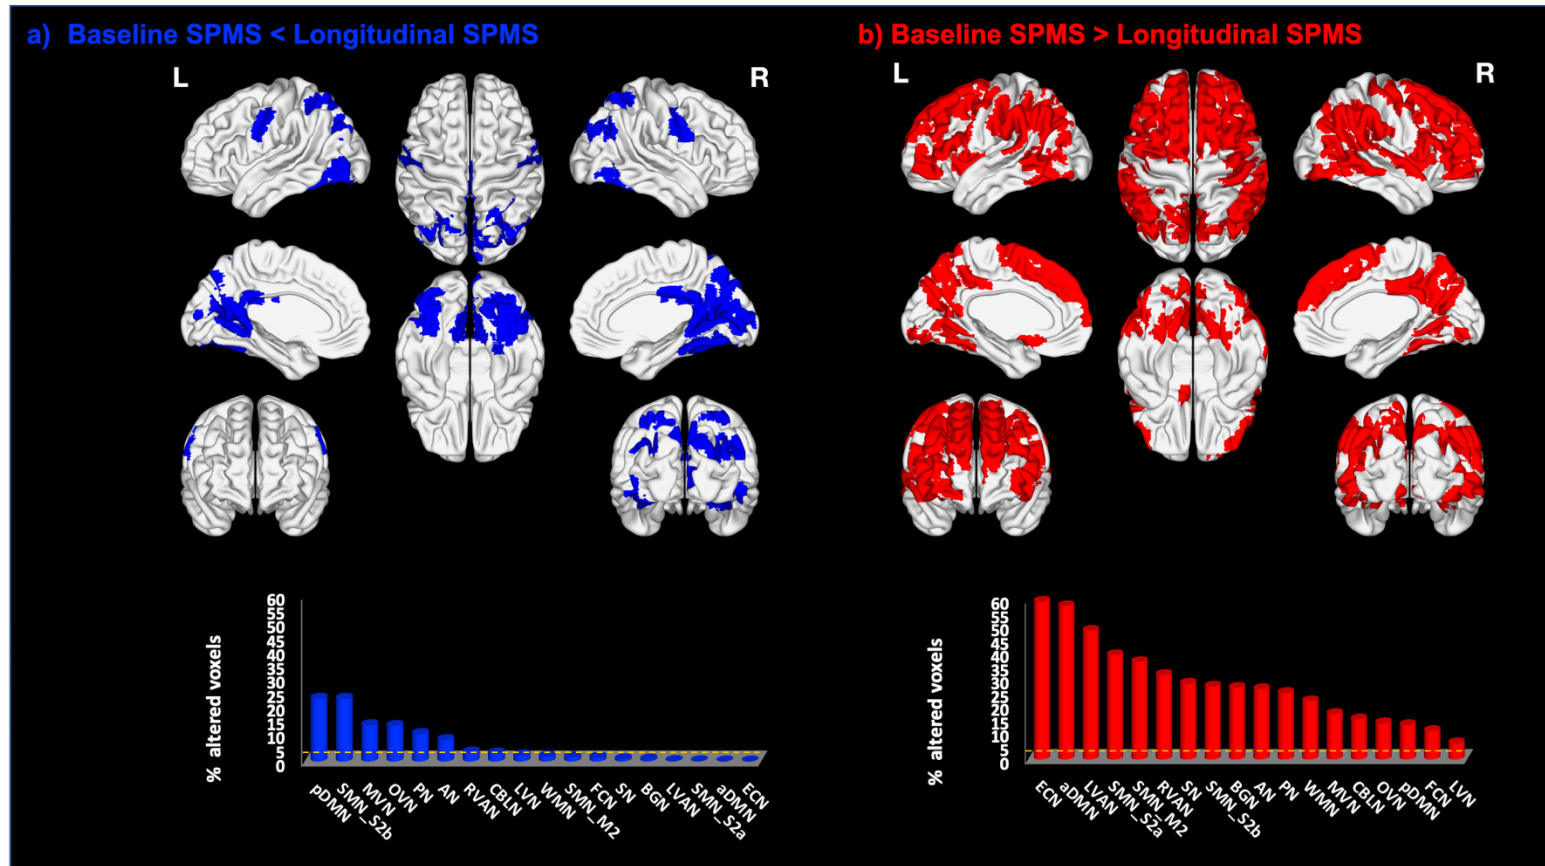 a) Baseline SPMS < Longitudinal SPMS
L
R
% altered voxels
60
55
50
45
40
35
30
25
20
15
10
5
0
pDMN
SMN_S2b
MVN
OVN
PN
AN
RVAN
CBLN
LVN
WMN
SMN_M2
FCN
SN
BGN
LVAN
SMN_S2a
aDMN
ECN
b) Baseline SPMS > Longitudinal SPMS
L
R
% altered voxels
60
55
50
45
40
35
30
25
20
15
10
5
0
ECN
aDMN
LVAN
SMN_S2a
SMN_M2
RVAN
SN
SMN_S2b
BGN
AN
PN
WMN
MVN
CBLN
OVN
pDMN
FCN
LVN